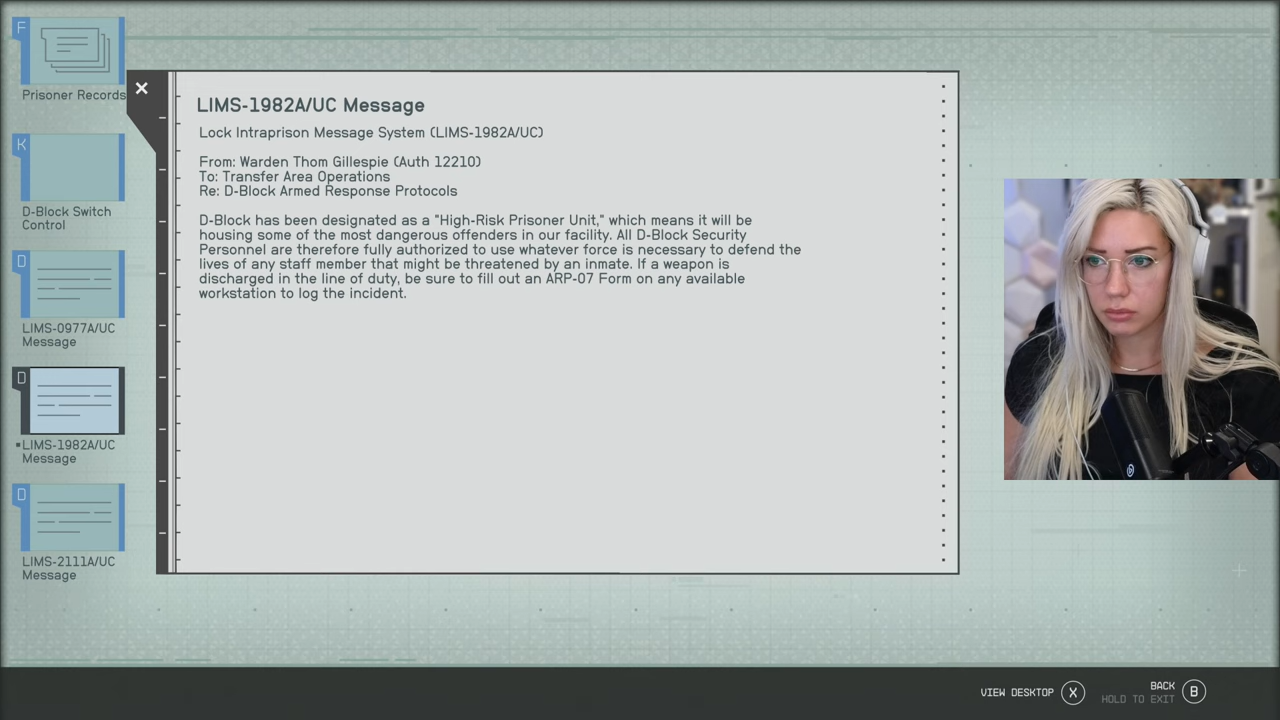 F
Prisoner Records
K
D-Block Switch
Control
D
LIMS-0977A/UC
Message
D
LIMS-1982A/UC
Message
D
LIMS-2111A/UC
Message
LIMS-1982A/UC Message
Lock Intraprison Message System (LIMS-1982A/UC)
From: Warden Thom Gillespie (Auth 12210)
To: Transfer Area Operations
Re: D-Block Armed Response Protocols
D-Block has been designated as a "High-Risk Prisoner Unit," which means it will be
housing some of the most dangerous offenders in our facility. All D-Block Security
Personnel are therefore fully authorized to use whatever force is necessary to defend the
lives of any staff member that might be threatened by an inmate. If a weapon is
discharged in the line of duty, be sure to fill out an ARP-07 Form on any available
workstation to log the incident.
VIEW DESKTOP X
BACK B
HOLD TO EXIT